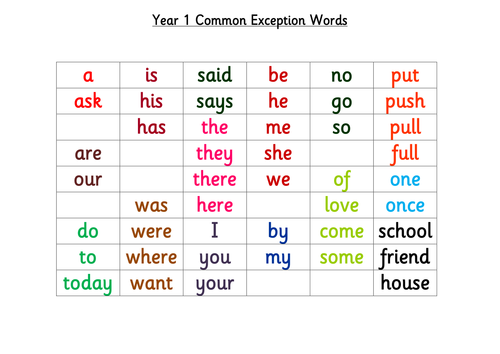 Year 1 Common Exception Words
a is said be no put
ask his says he go push
has the me so pull
are they she full
our there we of one
was here love once
do were I by come school
to where you my some friend
today want your house